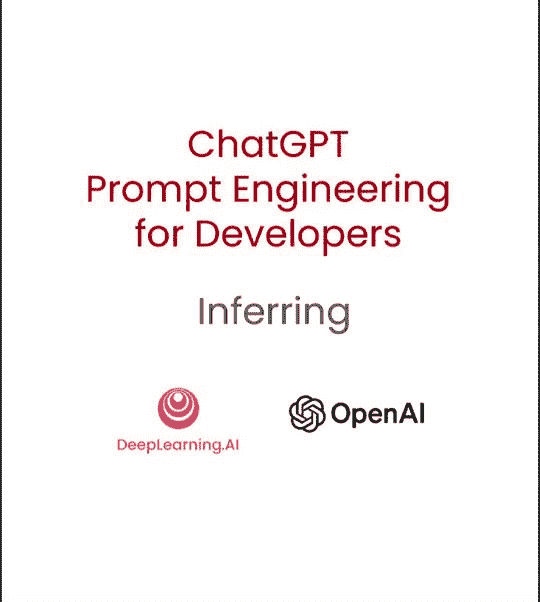 ChatGPT
Prompt Engineering
for Developers
Inferring
DeepLearning.AI
OpenAI